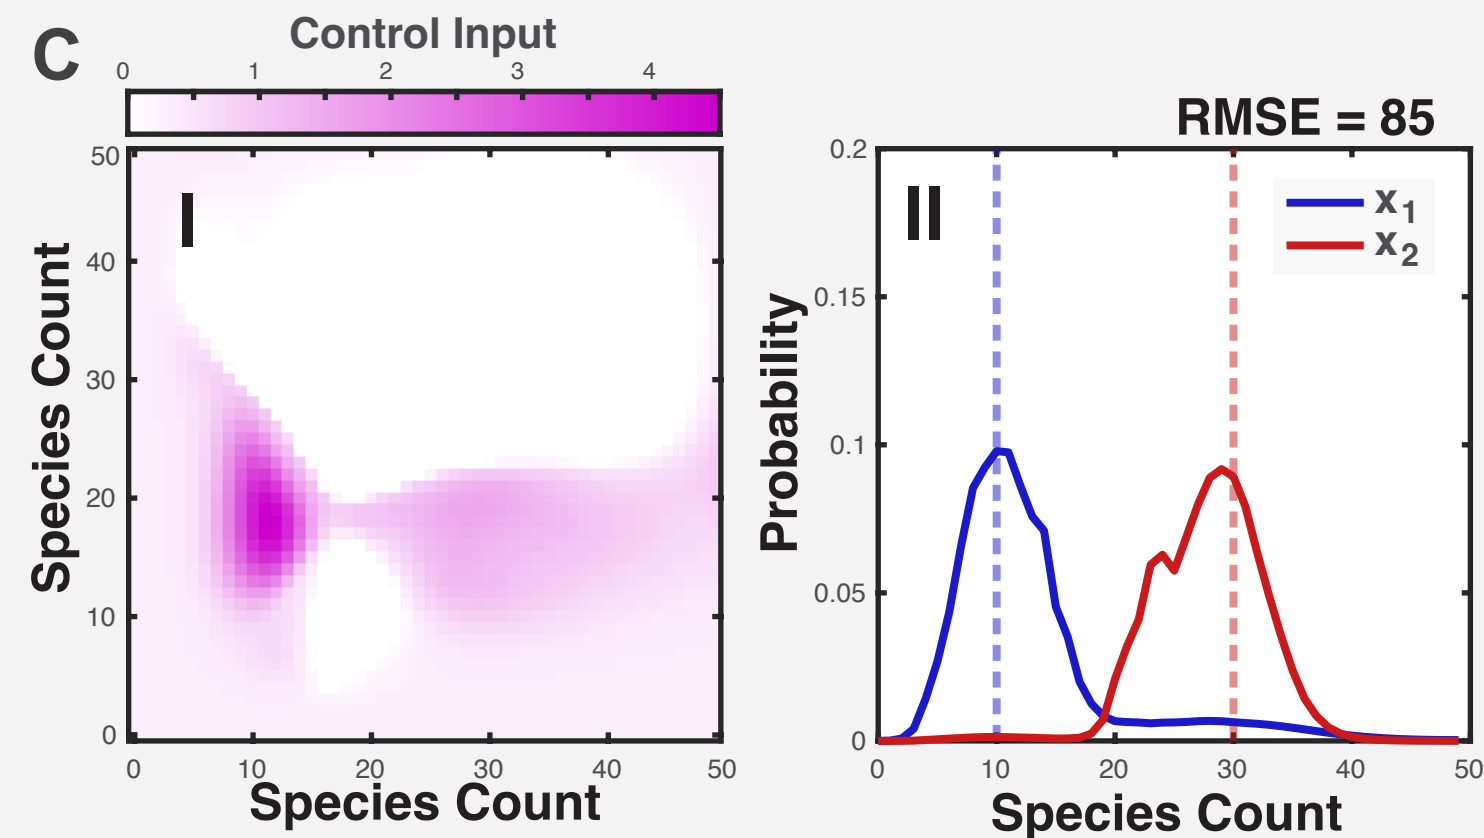 C
Control Input
0 1 2 3 4
I
Species Count
50
40
30
20
10
0
0 10 20 30 40 50
Species Count
RMSE = 85
II
x1
x2
Probability
0.2
0.15
0.1
0.05
0
0 10 20 30 40 50
Species Count